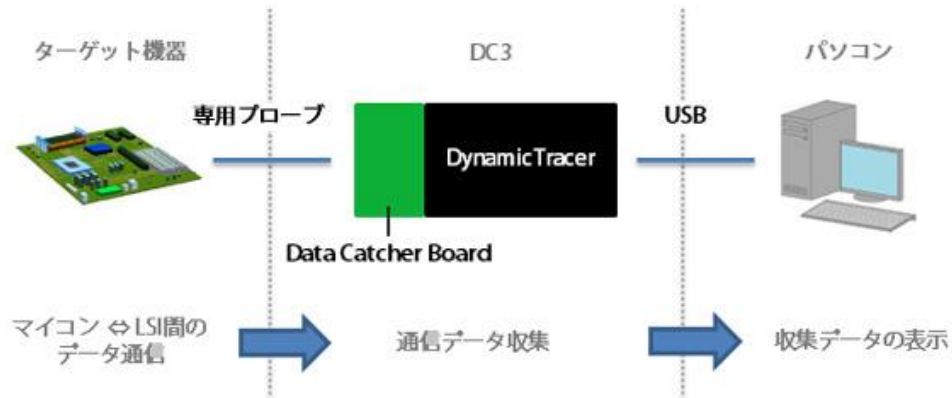 ターゲット機器
DC3
パソコン
専用プローブ
USB
DynamicTracer
Data Catcher Board
マイコン ⇔ LSI間の
データ通信
通信データ収集
収集データの表示